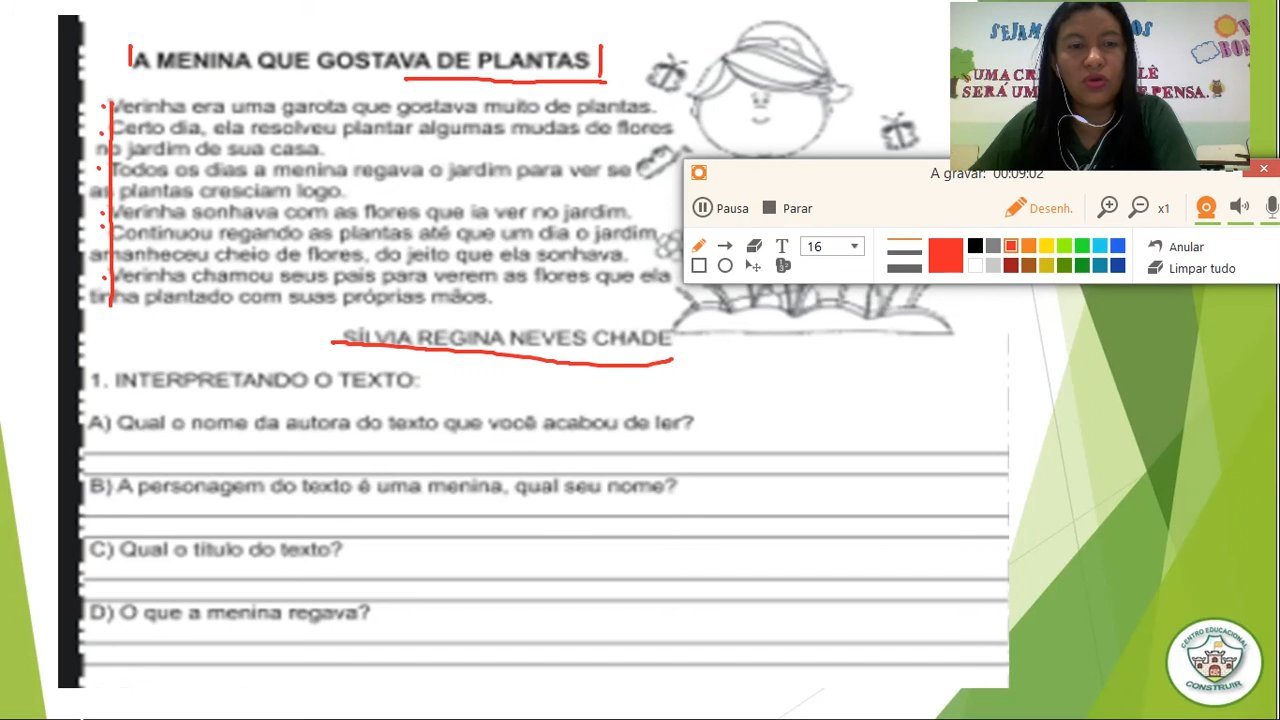 A MENINA QUE GOSTAVA DE PLANTAS
Verinha era uma garota que gostava muito de plantas.
Certo dia, ela resolveu plantar algumas mudas de flores
no jardim de sua casa.
Todos os dias a menina regava o jardim para ver se
as plantas cresciam logo.
Verinha sonhava com as flores que ia ver no jardim.
Continuou regando as plantas até que um dia o jardim
amanheceu cheio de flores, do jeito que ela sonhava.
Verinha chamou seus pais para verem as flores que ela
tinha plantado com suas próprias mãos.
SÍLVIA REGINA NEVES CHADE
1. INTERPRETANDO O TEXTO:
A) Qual o nome da autora do texto que você acabou de ler?
B) A personagem do texto é uma menina, qual seu nome?
C) Qual o título do texto?
D) O que a menina regava?
SEJAM
UMA CR
LÊ
SERÁ UM
E PENSA.
A gravar: 00:09:02
Pausa
Parar
Desenh.
x1
T
16
Anular
Limpar tudo
CENTRO EDUCACIONAL
CEC
CONSTRUIR